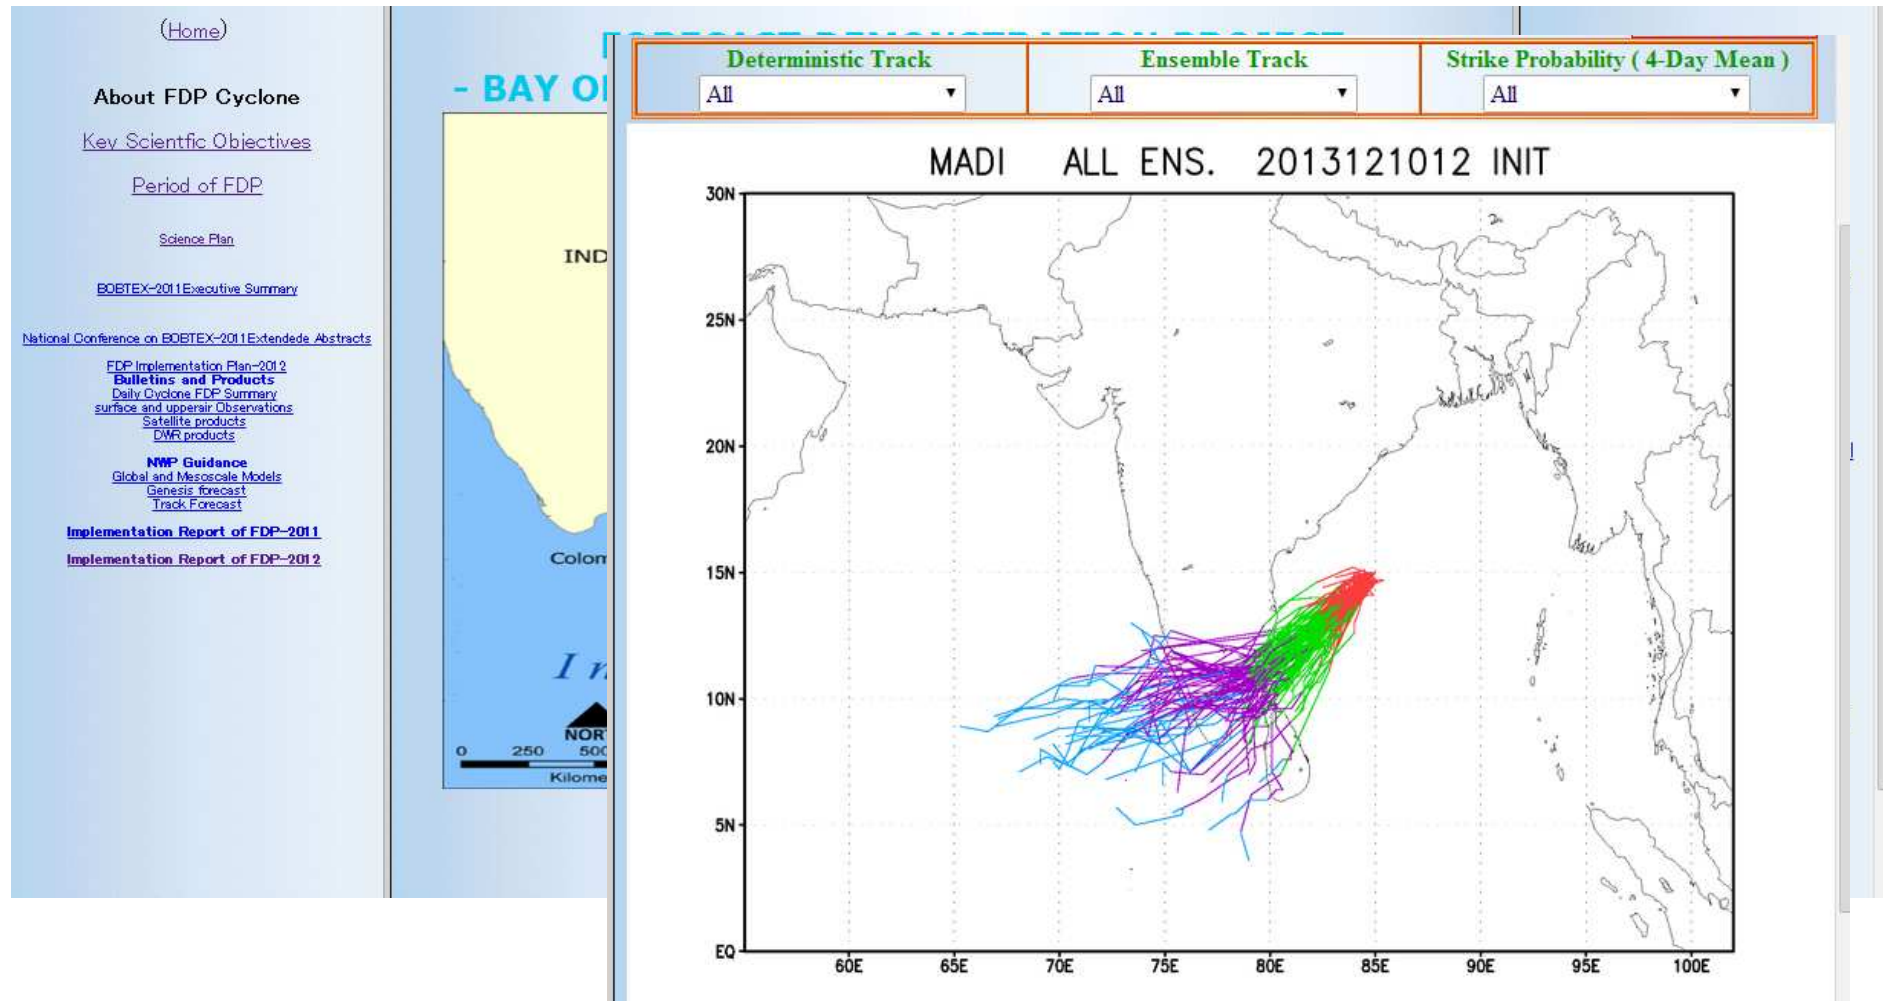 (Home)
About FDP Cyclone
Key Scientfic Objectives
Period of FDP
Science Plan
BOBTEX-2011Executive Summary
National Conference on BOBTEX-2011Extendede Abstracts
FDP Implementation Plan-2012
Bulletins and Products
Daily Cyclone FDP Summary
surface and upperair Observations
Satellite products
DWR products
NWP Guidance
Global and Mesoscale Models
Genesis forecast
Track Forecast
Implementation Report of FDP-2011
Implementation Report of FDP-2012
FORECAST DEMONSTRATION PROJECT
- BAY O
IND
Colom
I n
NOR
0 250 500
Kilome
Deterministic Track Ensemble Track Strike Probability ( 4-Day Mean )
All All All
MADI ALL ENS. 2013121012 INIT
30N
25N
20N
15N
10N
5N
EQ
60E 65E 70E 75E 80E 85E 90E 95E 100E